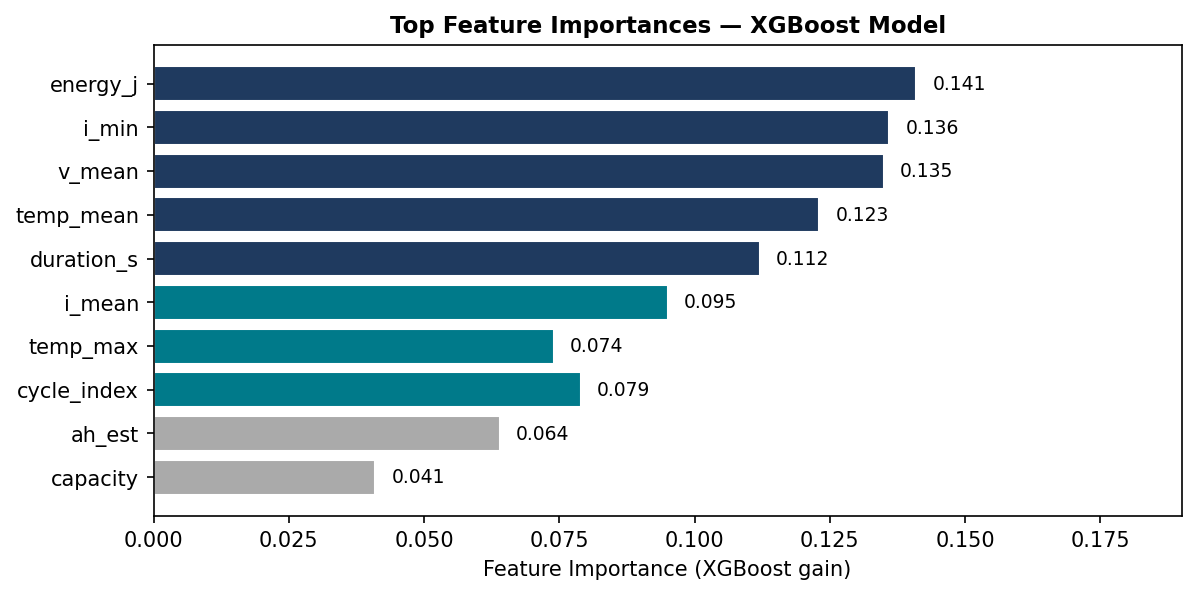 Top Feature Importances — XGBoost Model
energy_j 0.141
i_min 0.136
v_mean 0.135
temp_mean 0.123
duration_s 0.112
i_mean 0.095
temp_max 0.074
cycle_index 0.079
ah_est 0.064
capacity 0.041
0.000 0.025 0.050 0.075 0.100 0.125 0.150 0.175
Feature Importance (XGBoost gain)